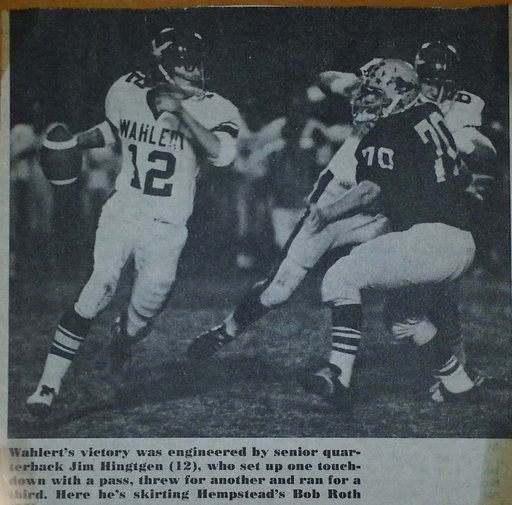 WAHLERT
12
70
70
Wahlert's victory was engineered by senior quar-
terback Jim Hingtgen (12), who set up one touch-
down with a pass, threw for another and ran for a
third. Here he's skirting Hempstead's Bob Roth